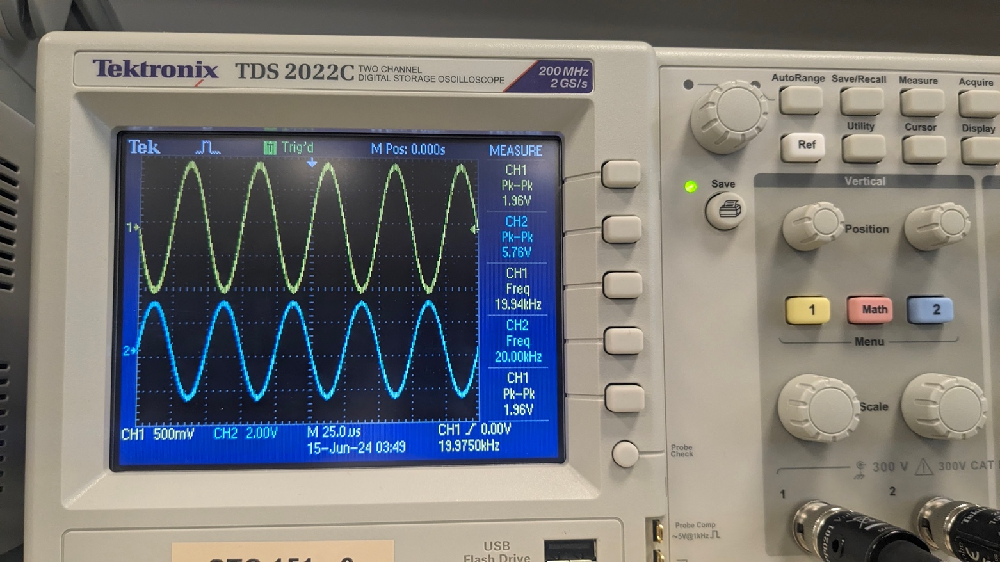 Tektronix TDS 2022C TWO CHANNEL
DIGITAL STORAGE OSCILLOSCOPE
200 MHz
2 GS/s
Tek
T Trig'd
M Pos: 0.000s
MEASURE
CH1
Pk-Pk
1.96V
CH2
Pk-Pk
5.76V
CH1
Freq
19.94kHz
CH2
Freq
20.00kHz
CH1
Pk-Pk
1.96V
1
2
CH1 500mV CH2 2.00V M 25.0µs CH1 0.00V
15-Jun-24 03:49 19.9750kHz
AutoRange Save/Recall Measure Acquire
Utility Cursor Display
Ref
Save
Vertical
Position
1 Math 2
Menu
Scale
Probe
Check
300 V 300V CAT
1 2
Probe Comp
~5V@1kHz
USB
Flash Drive